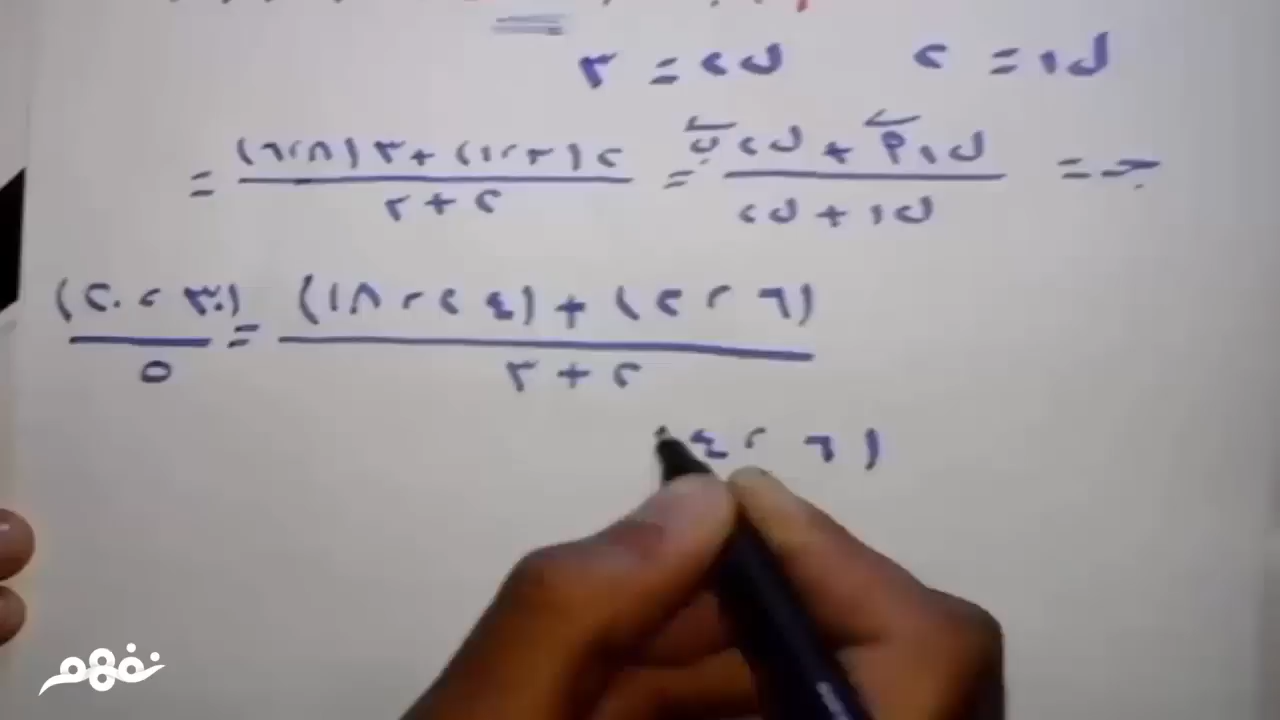 ل١ = ٢ ل٢ = ٣
جـ = (ل١ أ + ل٢ ب) / (ل١ + ل٢) = (٢(٣،١) + ٣(٨،٦)) / (٢ + ٣) =
((٦ ، ٢) + (٢٤ ، ١٨)) / (٢ + ٣) = (٣٠ ، ٢٠) / ٥
(٦ ، ٤
نفهم